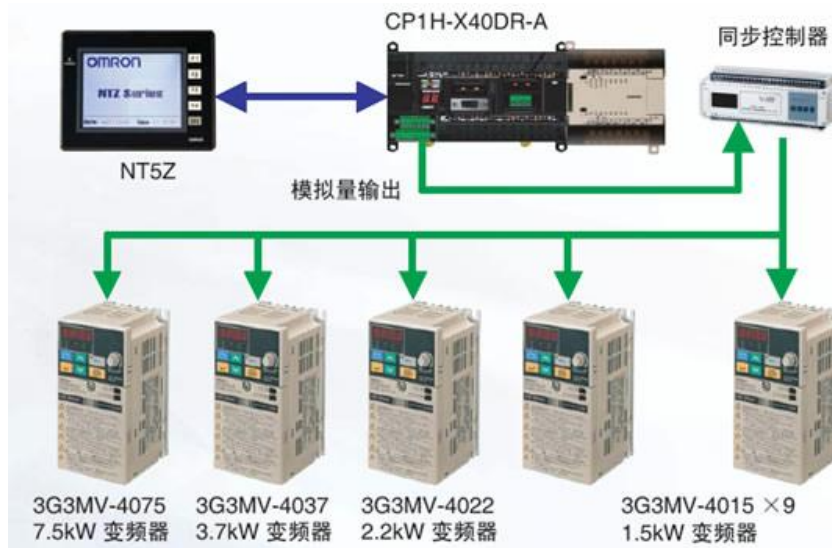 CP1H-X40DR-A
同步控制器
OMRON
NTZ Series
NT5Z
模拟量输出
3G3MV-4075
7.5kW 变频器
3G3MV-4037
3.7kW 变频器
3G3MV-4022
2.2kW 变频器
3G3MV-4015 ×9
1.5kW 变频器